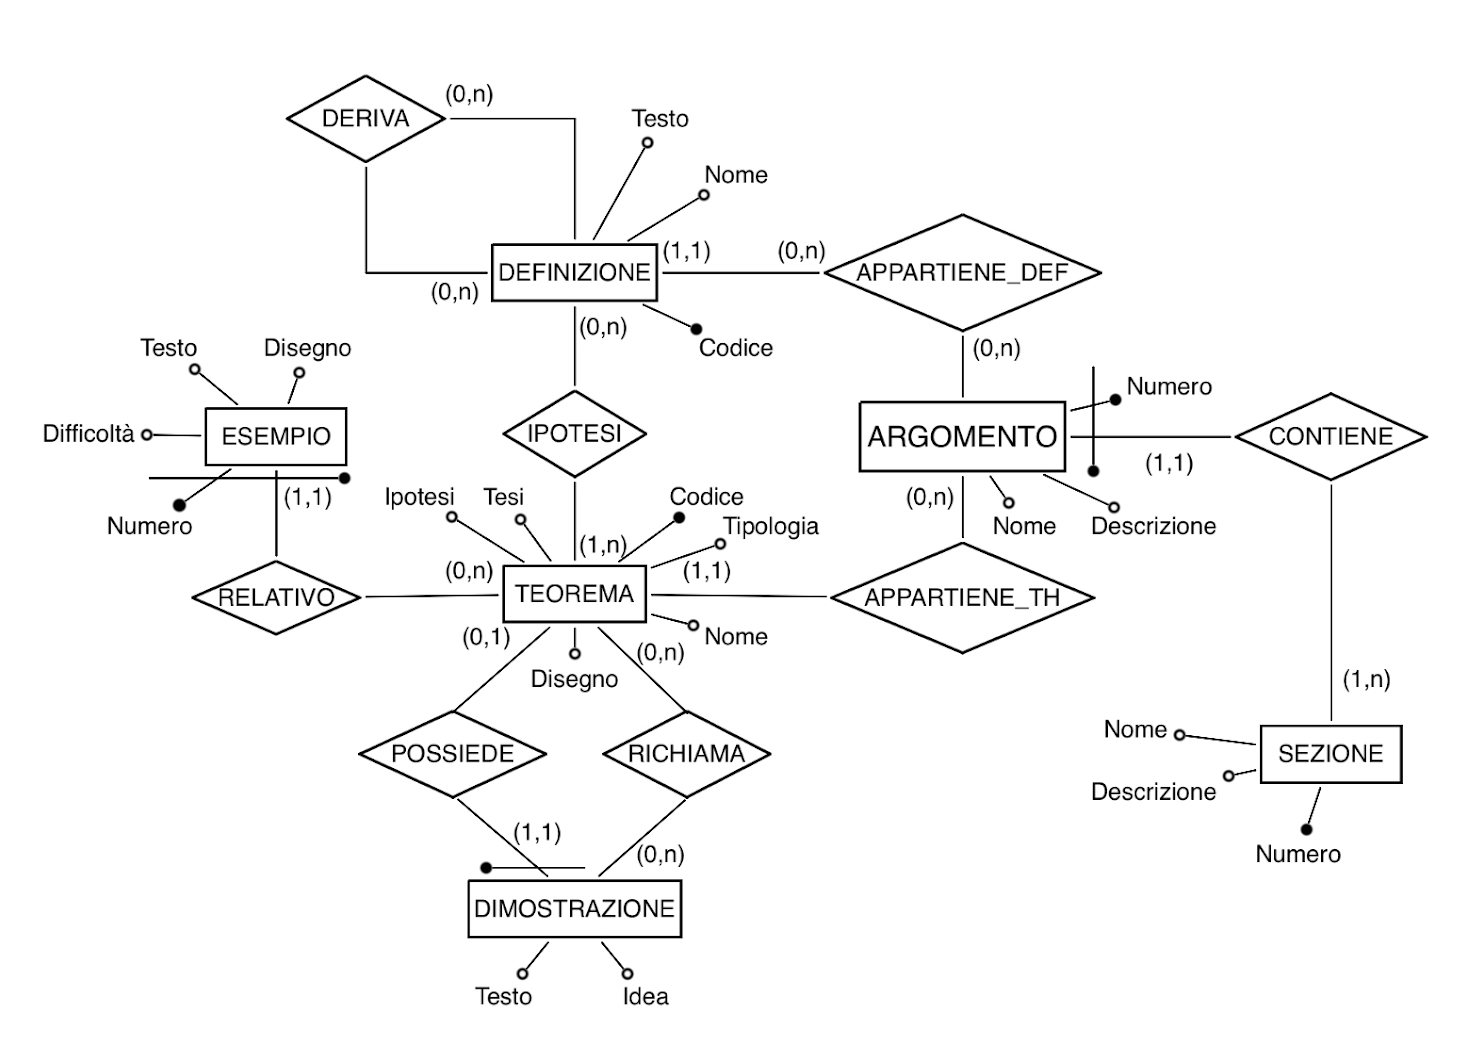 (0,n)
DERIVA
Testo
Nome
(1,1)
(0,n)
DEFINIZIONE
APPARTIENE_DEF
(0,n)
(0,n)
Codice
(0,n)
Testo
Disegno
Numero
Difficoltà
ESEMPIO
IPOTESI
ARGOMENTO
CONTIENE
(1,1)
(1,1)
Numero
Ipotesi
Tesi
Codice
(0,n)
Nome
Descrizione
Tipologia
(1,n)
(0,n)
(1,1)
RELATIVO
TEOREMA
APPARTIENE_TH
(0,1)
Nome
(0,n)
Disegno
(1,n)
POSSIEDE
RICHIAMA
Nome
SEZIONE
Descrizione
(1,1)
(0,n)
Numero
DIMOSTRAZIONE
Testo
Idea